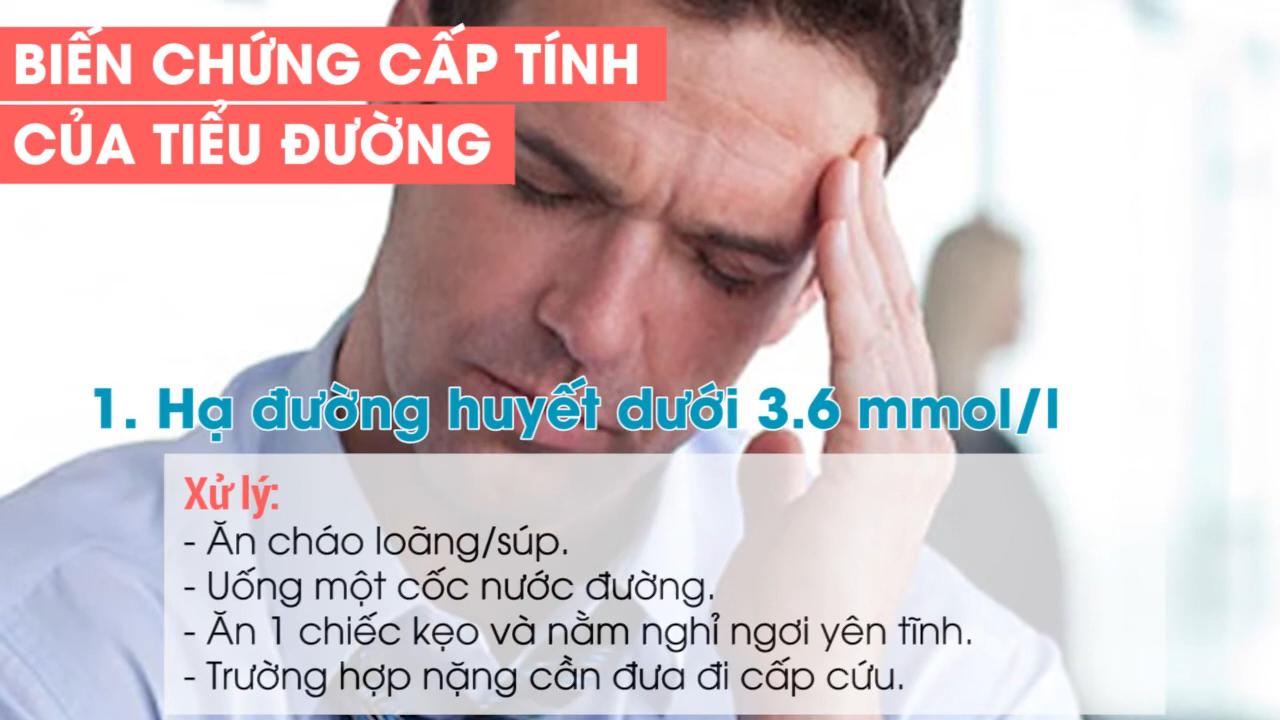 BIẾN CHỨNG CẤP TÍNH
CỦA TIỂU ĐƯỜNG
1. Hạ đường huyết dưới 3.6 mmol/l
Xử lý:
- Ăn cháo loãng/súp.
- Uống một cốc nước đường.
- Ăn 1 chiếc kẹo và nằm nghỉ ngơi yên tĩnh.
- Trường hợp nặng cần đưa đi cấp cứu.